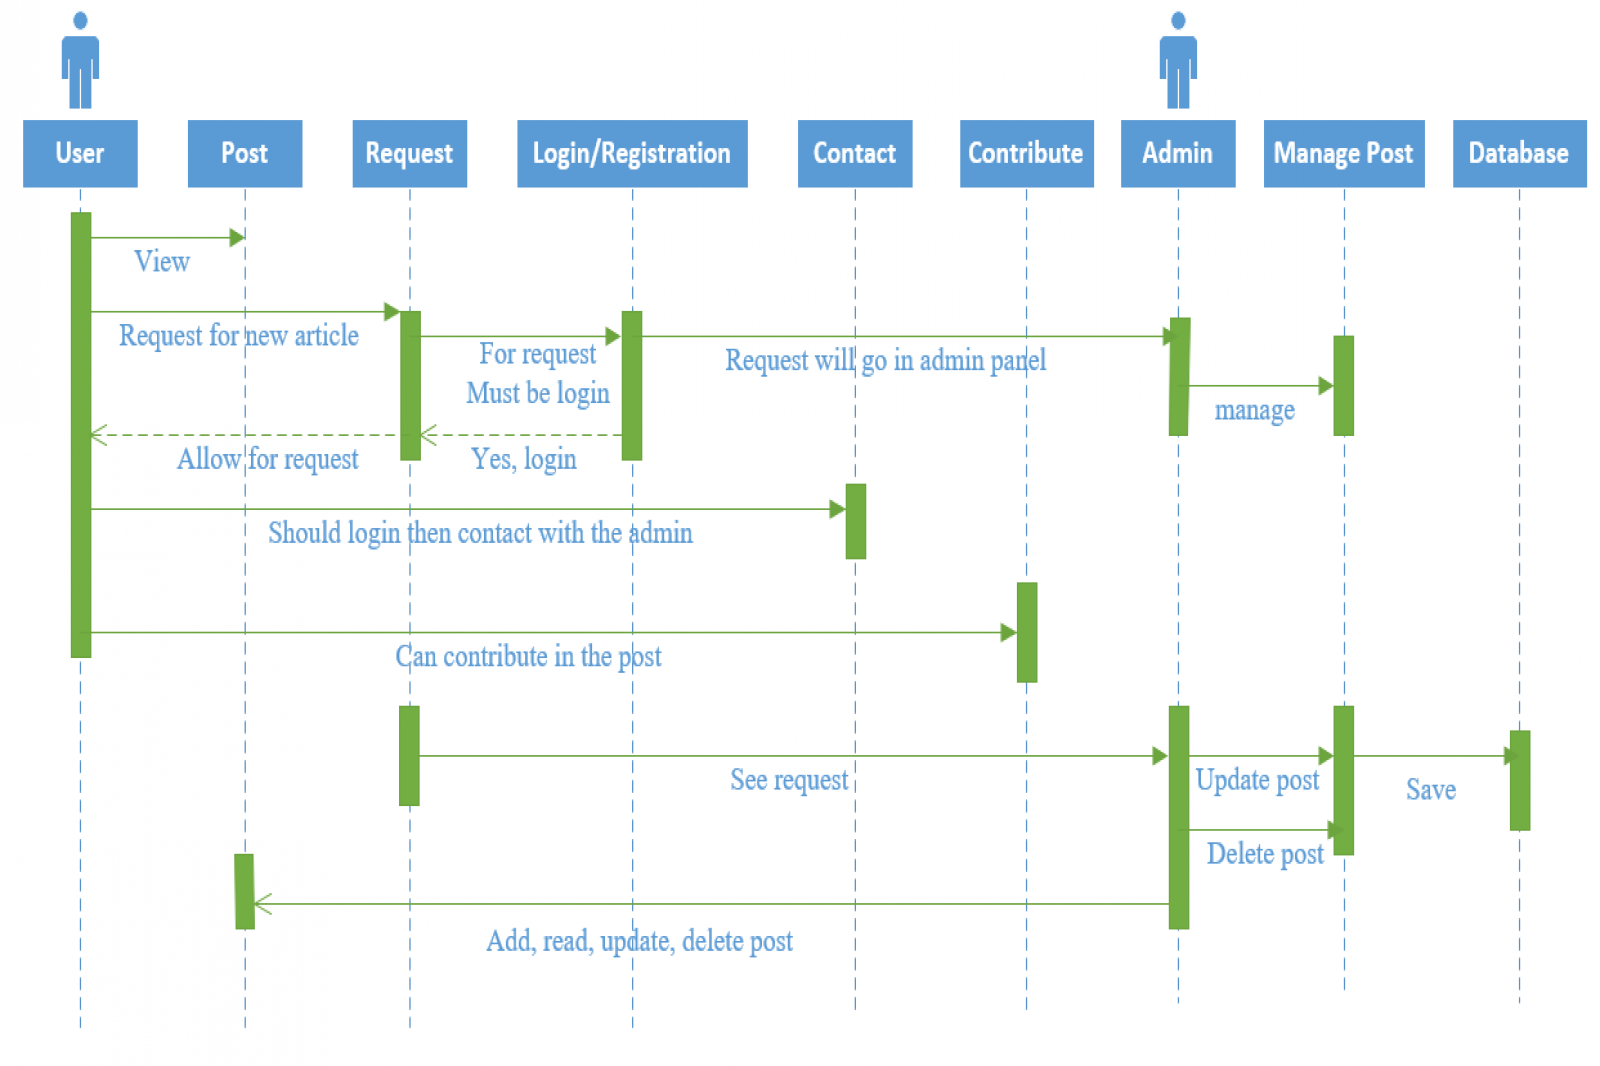 User
Post
Request
Login/Registration
Contact
Contribute
Admin
Manage Post
Database
View
Request for new article
For request
Must be login
Request will go in admin panel
manage
Allow for request
Yes, login
Should login then contact with the admin
Can contribute in the post
See request
Update post
Save
Delete post
Add, read, update, delete post